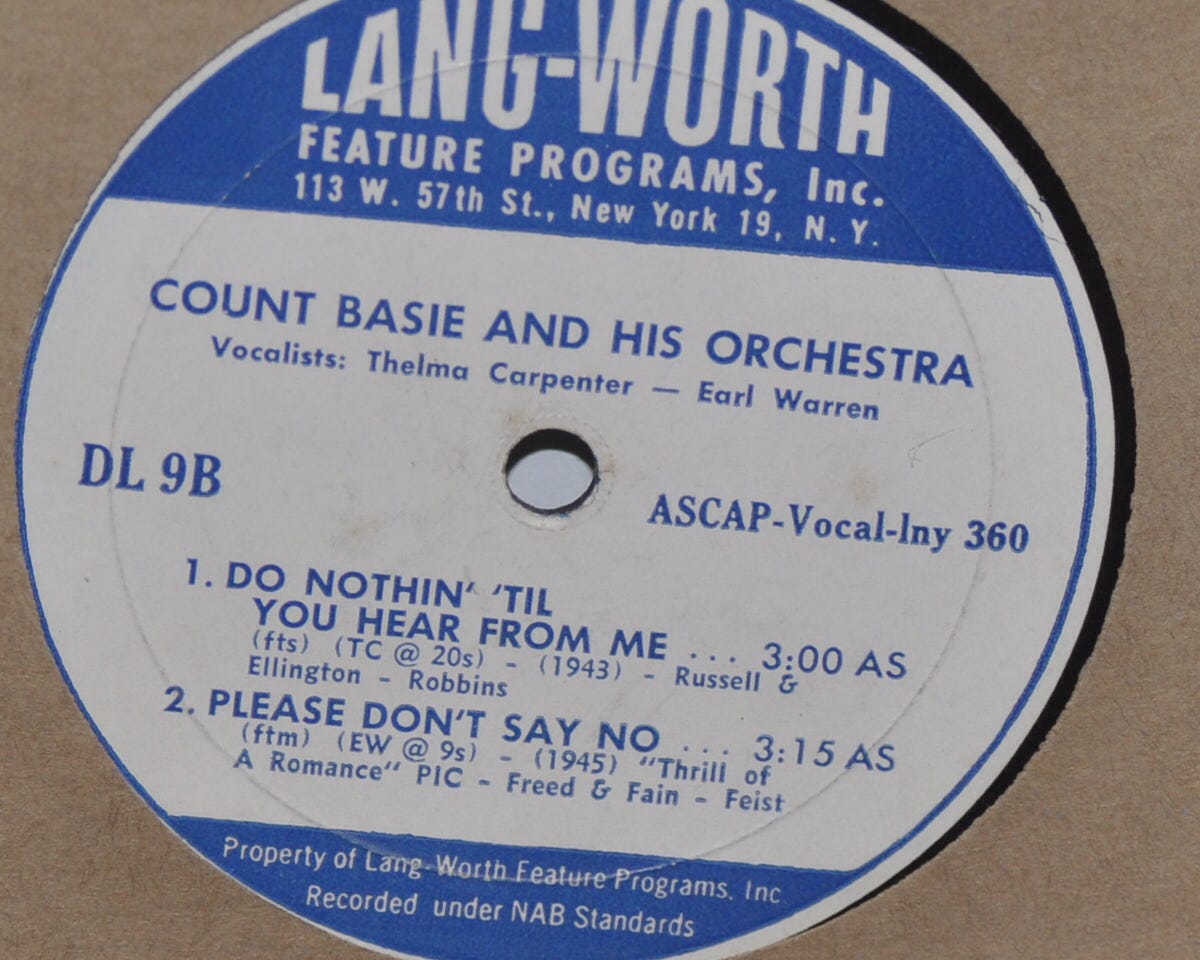 LANG-WORTH
FEATURE PROGRAMS, Inc.
113 W. 57th St., New York 19, N. Y.
COUNT BASIE AND HIS ORCHESTRA
Vocalists: Thelma Carpenter — Earl Warren
DL 9B
ASCAP-Vocal-lny 360
1. DO NOTHIN' 'TIL
YOU HEAR FROM ME ... 3:00 AS
(fts) (TC @ 20s) - (1943) - Russell &
Ellington - Robbins
2. PLEASE DON'T SAY NO ... 3:15 AS
(ftm) (EW @ 9s) - (1945) "Thrill of
A Romance" PIC - Freed & Fain - Feist
Property of Lang-Worth Feature Programs, Inc
Recorded under NAB Standards